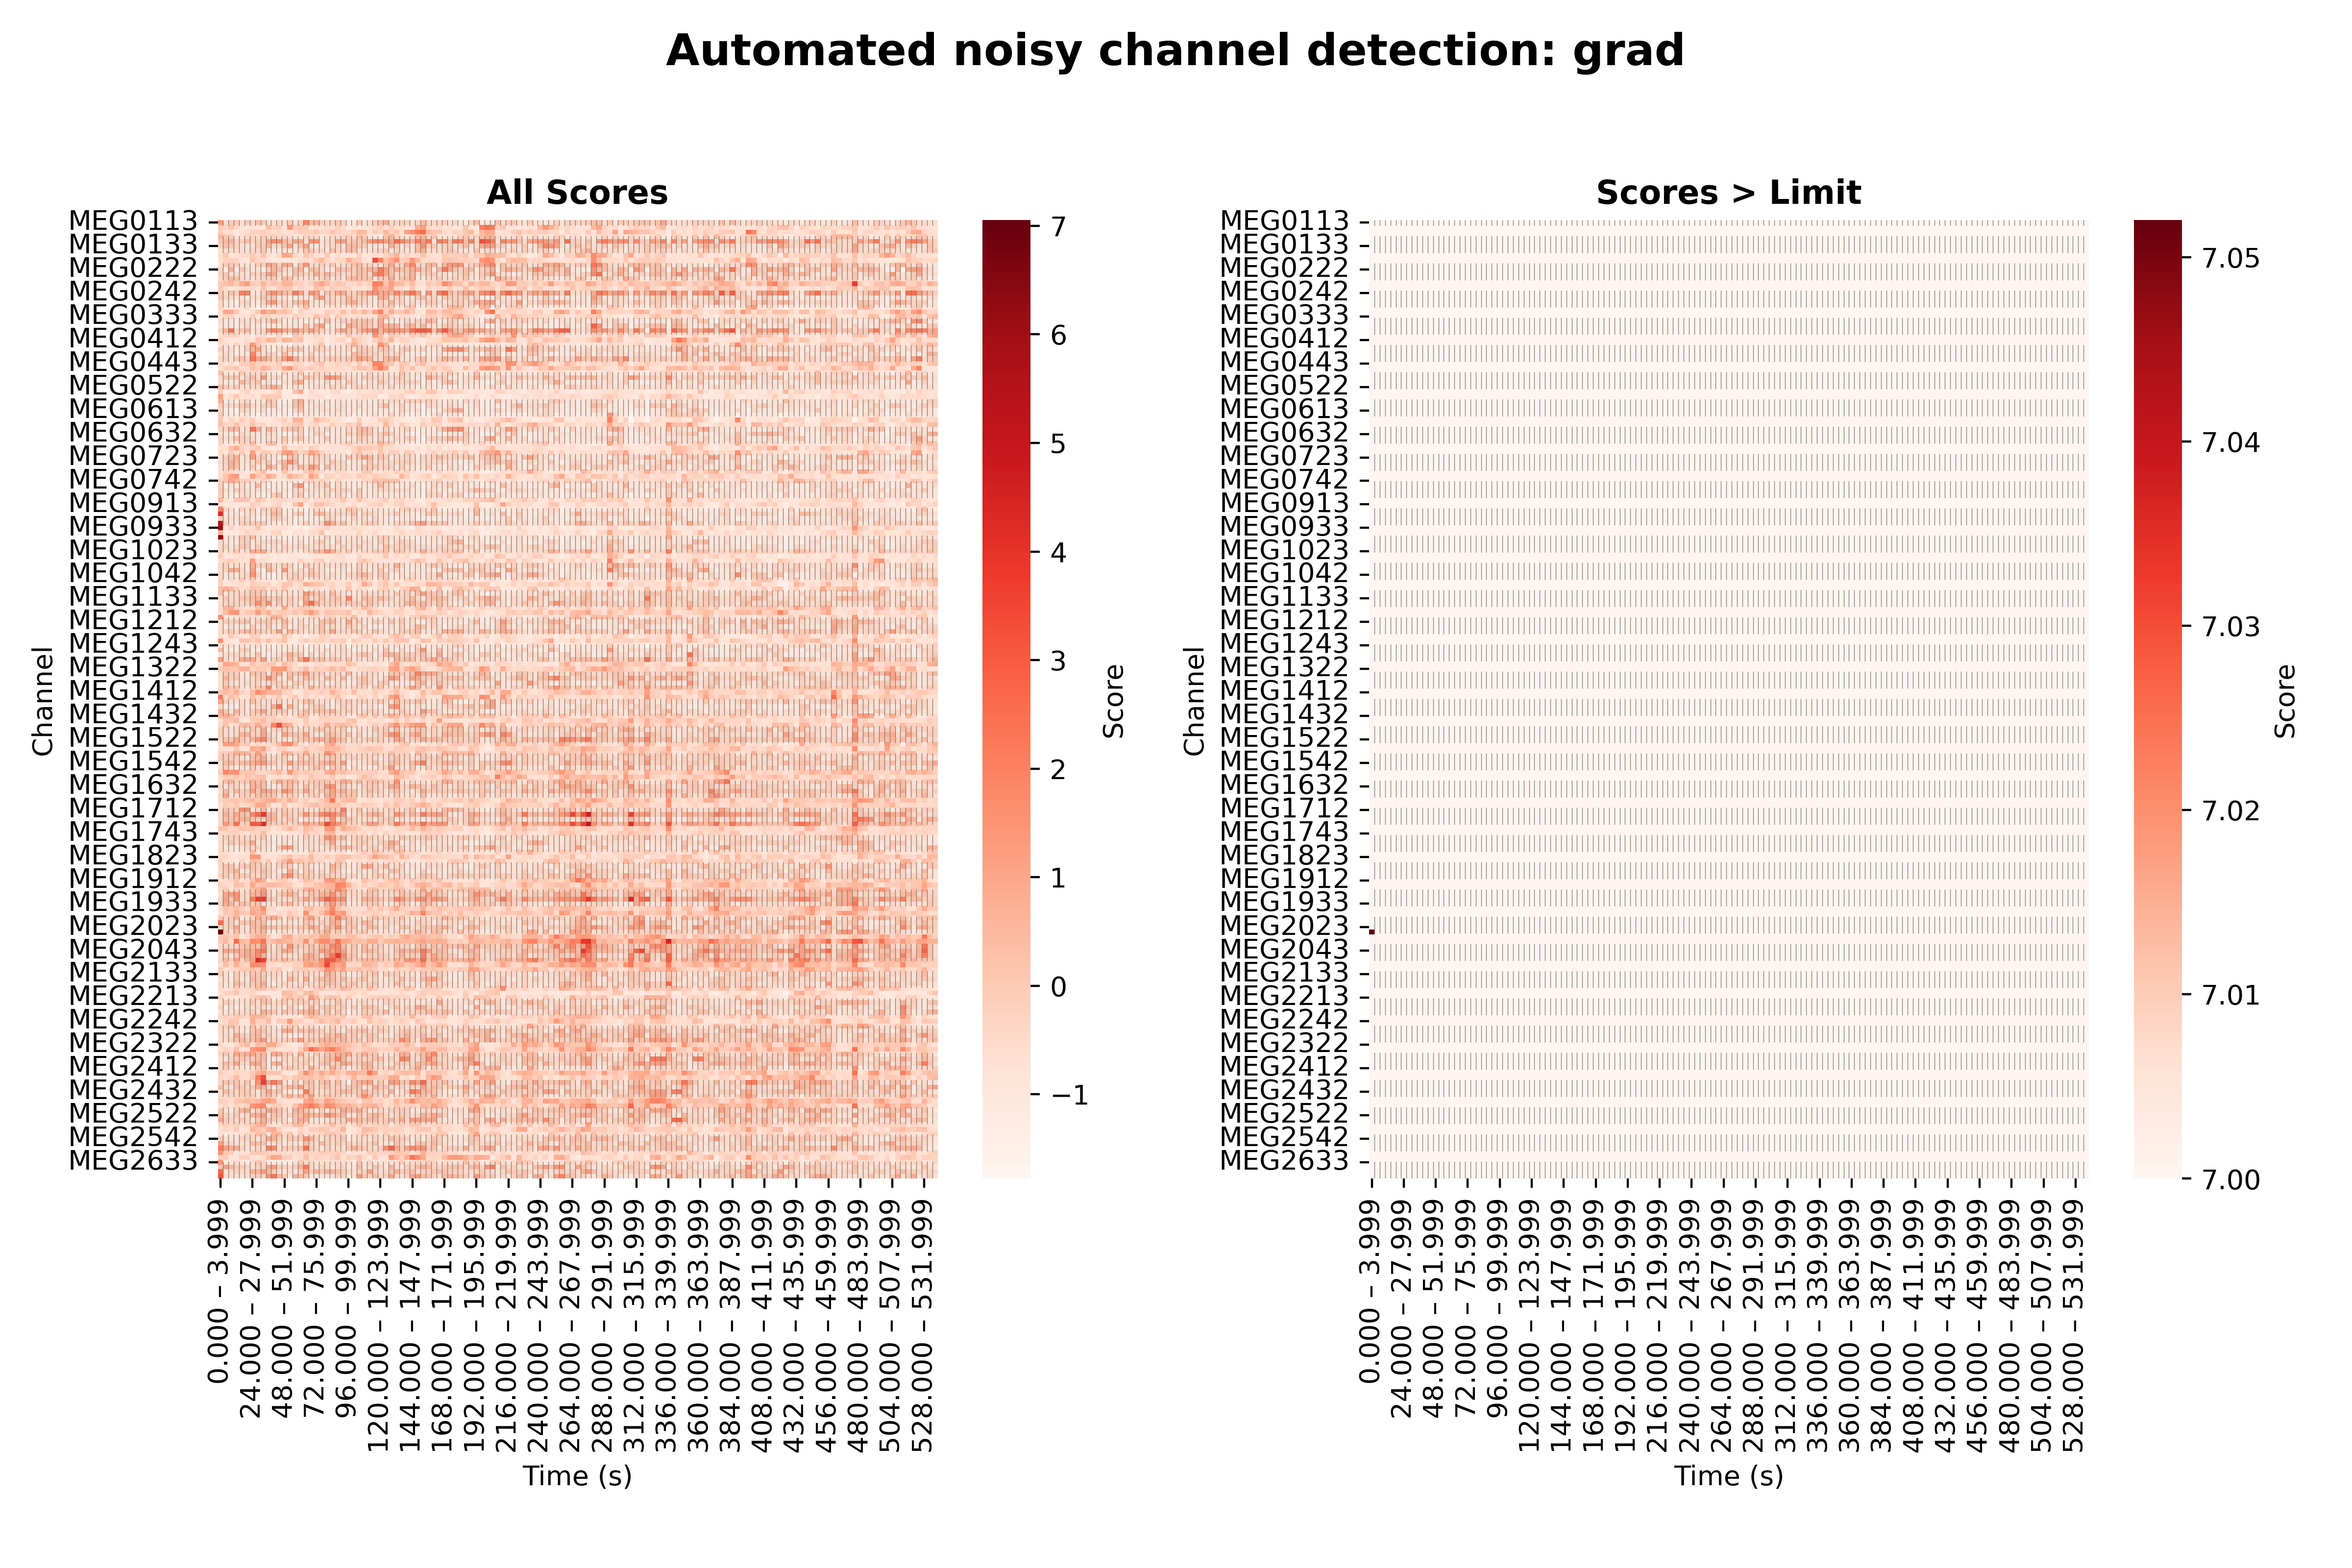 Automated noisy channel detection: grad
All Scores
MEG0113
MEG0133
MEG0222
MEG0242
MEG0333
MEG0412
MEG0443
MEG0522
MEG0613
MEG0632
MEG0723
MEG0742
MEG0913
MEG0933
MEG1023
MEG1042
MEG1133
MEG1212
MEG1243
MEG1322
MEG1412
MEG1432
MEG1522
MEG1542
MEG1632
MEG1712
MEG1743
MEG1823
MEG1912
MEG1933
MEG2023
MEG2043
MEG2133
MEG2213
MEG2242
MEG2322
MEG2412
MEG2432
MEG2522
MEG2542
MEG2633
Channel
0.000 – 3.999
24.000 – 27.999
48.000 – 51.999
72.000 – 75.999
96.000 – 99.999
120.000 – 123.999
144.000 – 147.999
168.000 – 171.999
192.000 – 195.999
216.000 – 219.999
240.000 – 243.999
264.000 – 267.999
288.000 – 291.999
312.000 – 315.999
336.000 – 339.999
360.000 – 363.999
384.000 – 387.999
408.000 – 411.999
432.000 – 435.999
456.000 – 459.999
480.000 – 483.999
504.000 – 507.999
528.000 – 531.999
Time (s)
7
6
5
4
3
2
1
0
−1
Score
Scores > Limit
MEG0113
MEG0133
MEG0222
MEG0242
MEG0333
MEG0412
MEG0443
MEG0522
MEG0613
MEG0632
MEG0723
MEG0742
MEG0913
MEG0933
MEG1023
MEG1042
MEG1133
MEG1212
MEG1243
MEG1322
MEG1412
MEG1432
MEG1522
MEG1542
MEG1632
MEG1712
MEG1743
MEG1823
MEG1912
MEG1933
MEG2023
MEG2043
MEG2133
MEG2213
MEG2242
MEG2322
MEG2412
MEG2432
MEG2522
MEG2542
MEG2633
Channel
0.000 – 3.999
24.000 – 27.999
48.000 – 51.999
72.000 – 75.999
96.000 – 99.999
120.000 – 123.999
144.000 – 147.999
168.000 – 171.999
192.000 – 195.999
216.000 – 219.999
240.000 – 243.999
264.000 – 267.999
288.000 – 291.999
312.000 – 315.999
336.000 – 339.999
360.000 – 363.999
384.000 – 387.999
408.000 – 411.999
432.000 – 435.999
456.000 – 459.999
480.000 – 483.999
504.000 – 507.999
528.000 – 531.999
Time (s)
7.05
7.04
7.03
7.02
7.01
7.00
Score